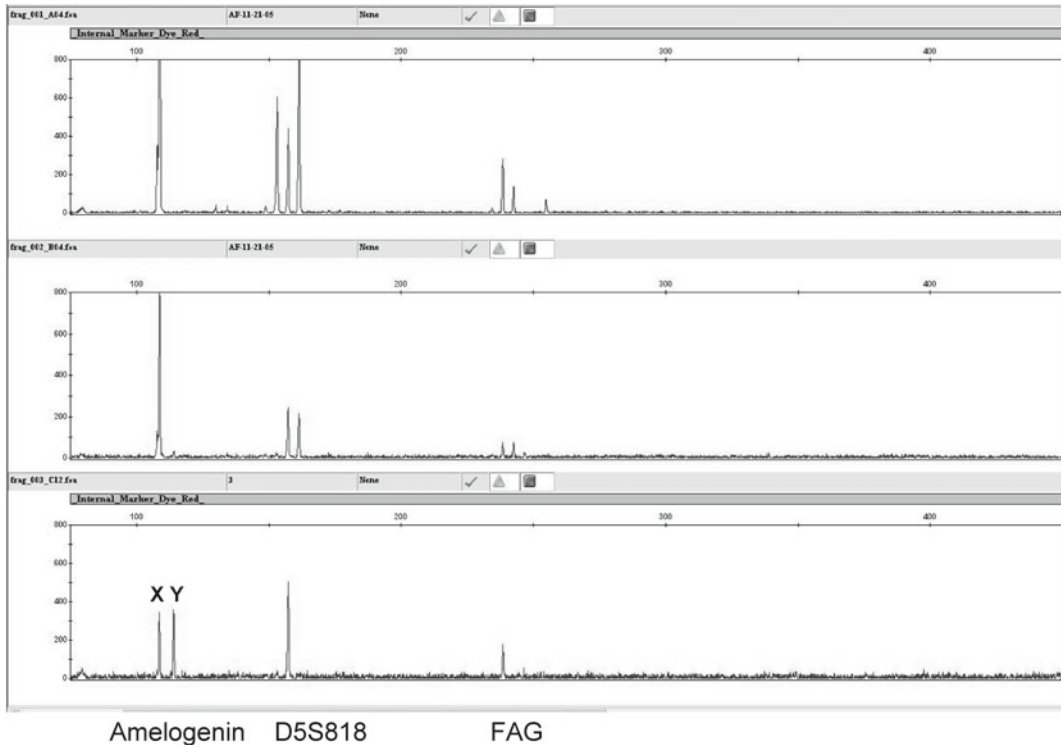 frag_001_A04.fsa AF-11-21-05 None
_Internal_Marker_Dye_Red_
100 200 300 400
800
600
400
200
0
frag_002_B04.fsa AF-11-21-05 None
100 200 300 400
800
600
400
200
0
frag_003_C12.fsa 3 None
_Internal_Marker_Dye_Red_
100 200 300 400
800
600
400
X Y
200
0
Amelogenin D5S818 FAG